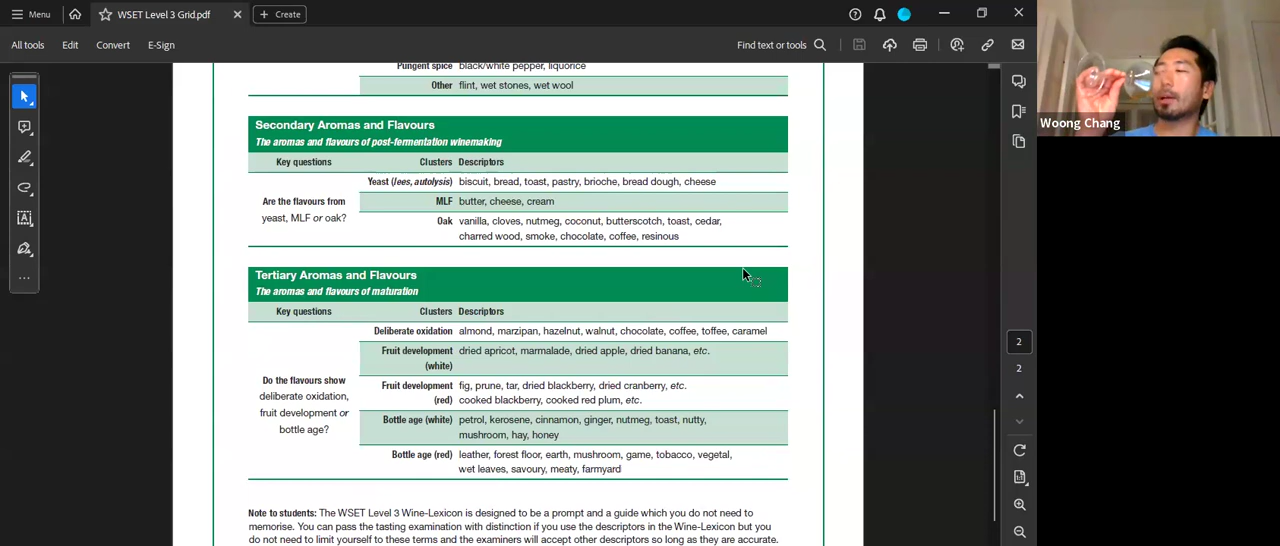 Menu
WSET Level 3 Grid.pdf
Create
All tools
Edit
Convert
E-Sign
Find text or tools
Woong Chang
Pungent spice black/white pepper, liquorice
Other flint, wet stones, wet wool
Secondary Aromas and Flavours
The aromas and flavours of post-fermentation winemaking
Key questions Clusters Descriptors
Yeast (lees, autolysis) biscuit, bread, toast, pastry, brioche, bread dough, cheese
Are the flavours from
yeast, MLF or oak?
MLF butter, cheese, cream
Oak vanilla, cloves, nutmeg, coconut, butterscotch, toast, cedar,
charred wood, smoke, chocolate, coffee, resinous
Tertiary Aromas and Flavours
The aromas and flavours of maturation
Key questions Clusters Descriptors
Do the flavours show
deliberate oxidation,
fruit development or
bottle age?
Deliberate oxidation almond, marzipan, hazelnut, walnut, chocolate, coffee, toffee, caramel
Fruit development dried apricot, marmalade, dried apple, dried banana, etc.
(white)
Fruit development fig, prune, tar, dried blackberry, dried cranberry, etc.
(red) cooked blackberry, cooked red plum, etc.
Bottle age (white) petrol, kerosene, cinnamon, ginger, nutmeg, toast, nutty,
mushroom, hay, honey
Bottle age (red) leather, forest floor, earth, mushroom, game, tobacco, vegetal,
wet leaves, savoury, meaty, farmyard
Note to students: The WSET Level 3 Wine-Lexicon is designed to be a prompt and a guide which you do not need to
memorise. You can pass the tasting examination with distinction if you use the descriptors in the Wine-Lexicon but you
do not need to limit yourself to these terms and the examiners will accept other descriptors so long as they are accurate.
2
2